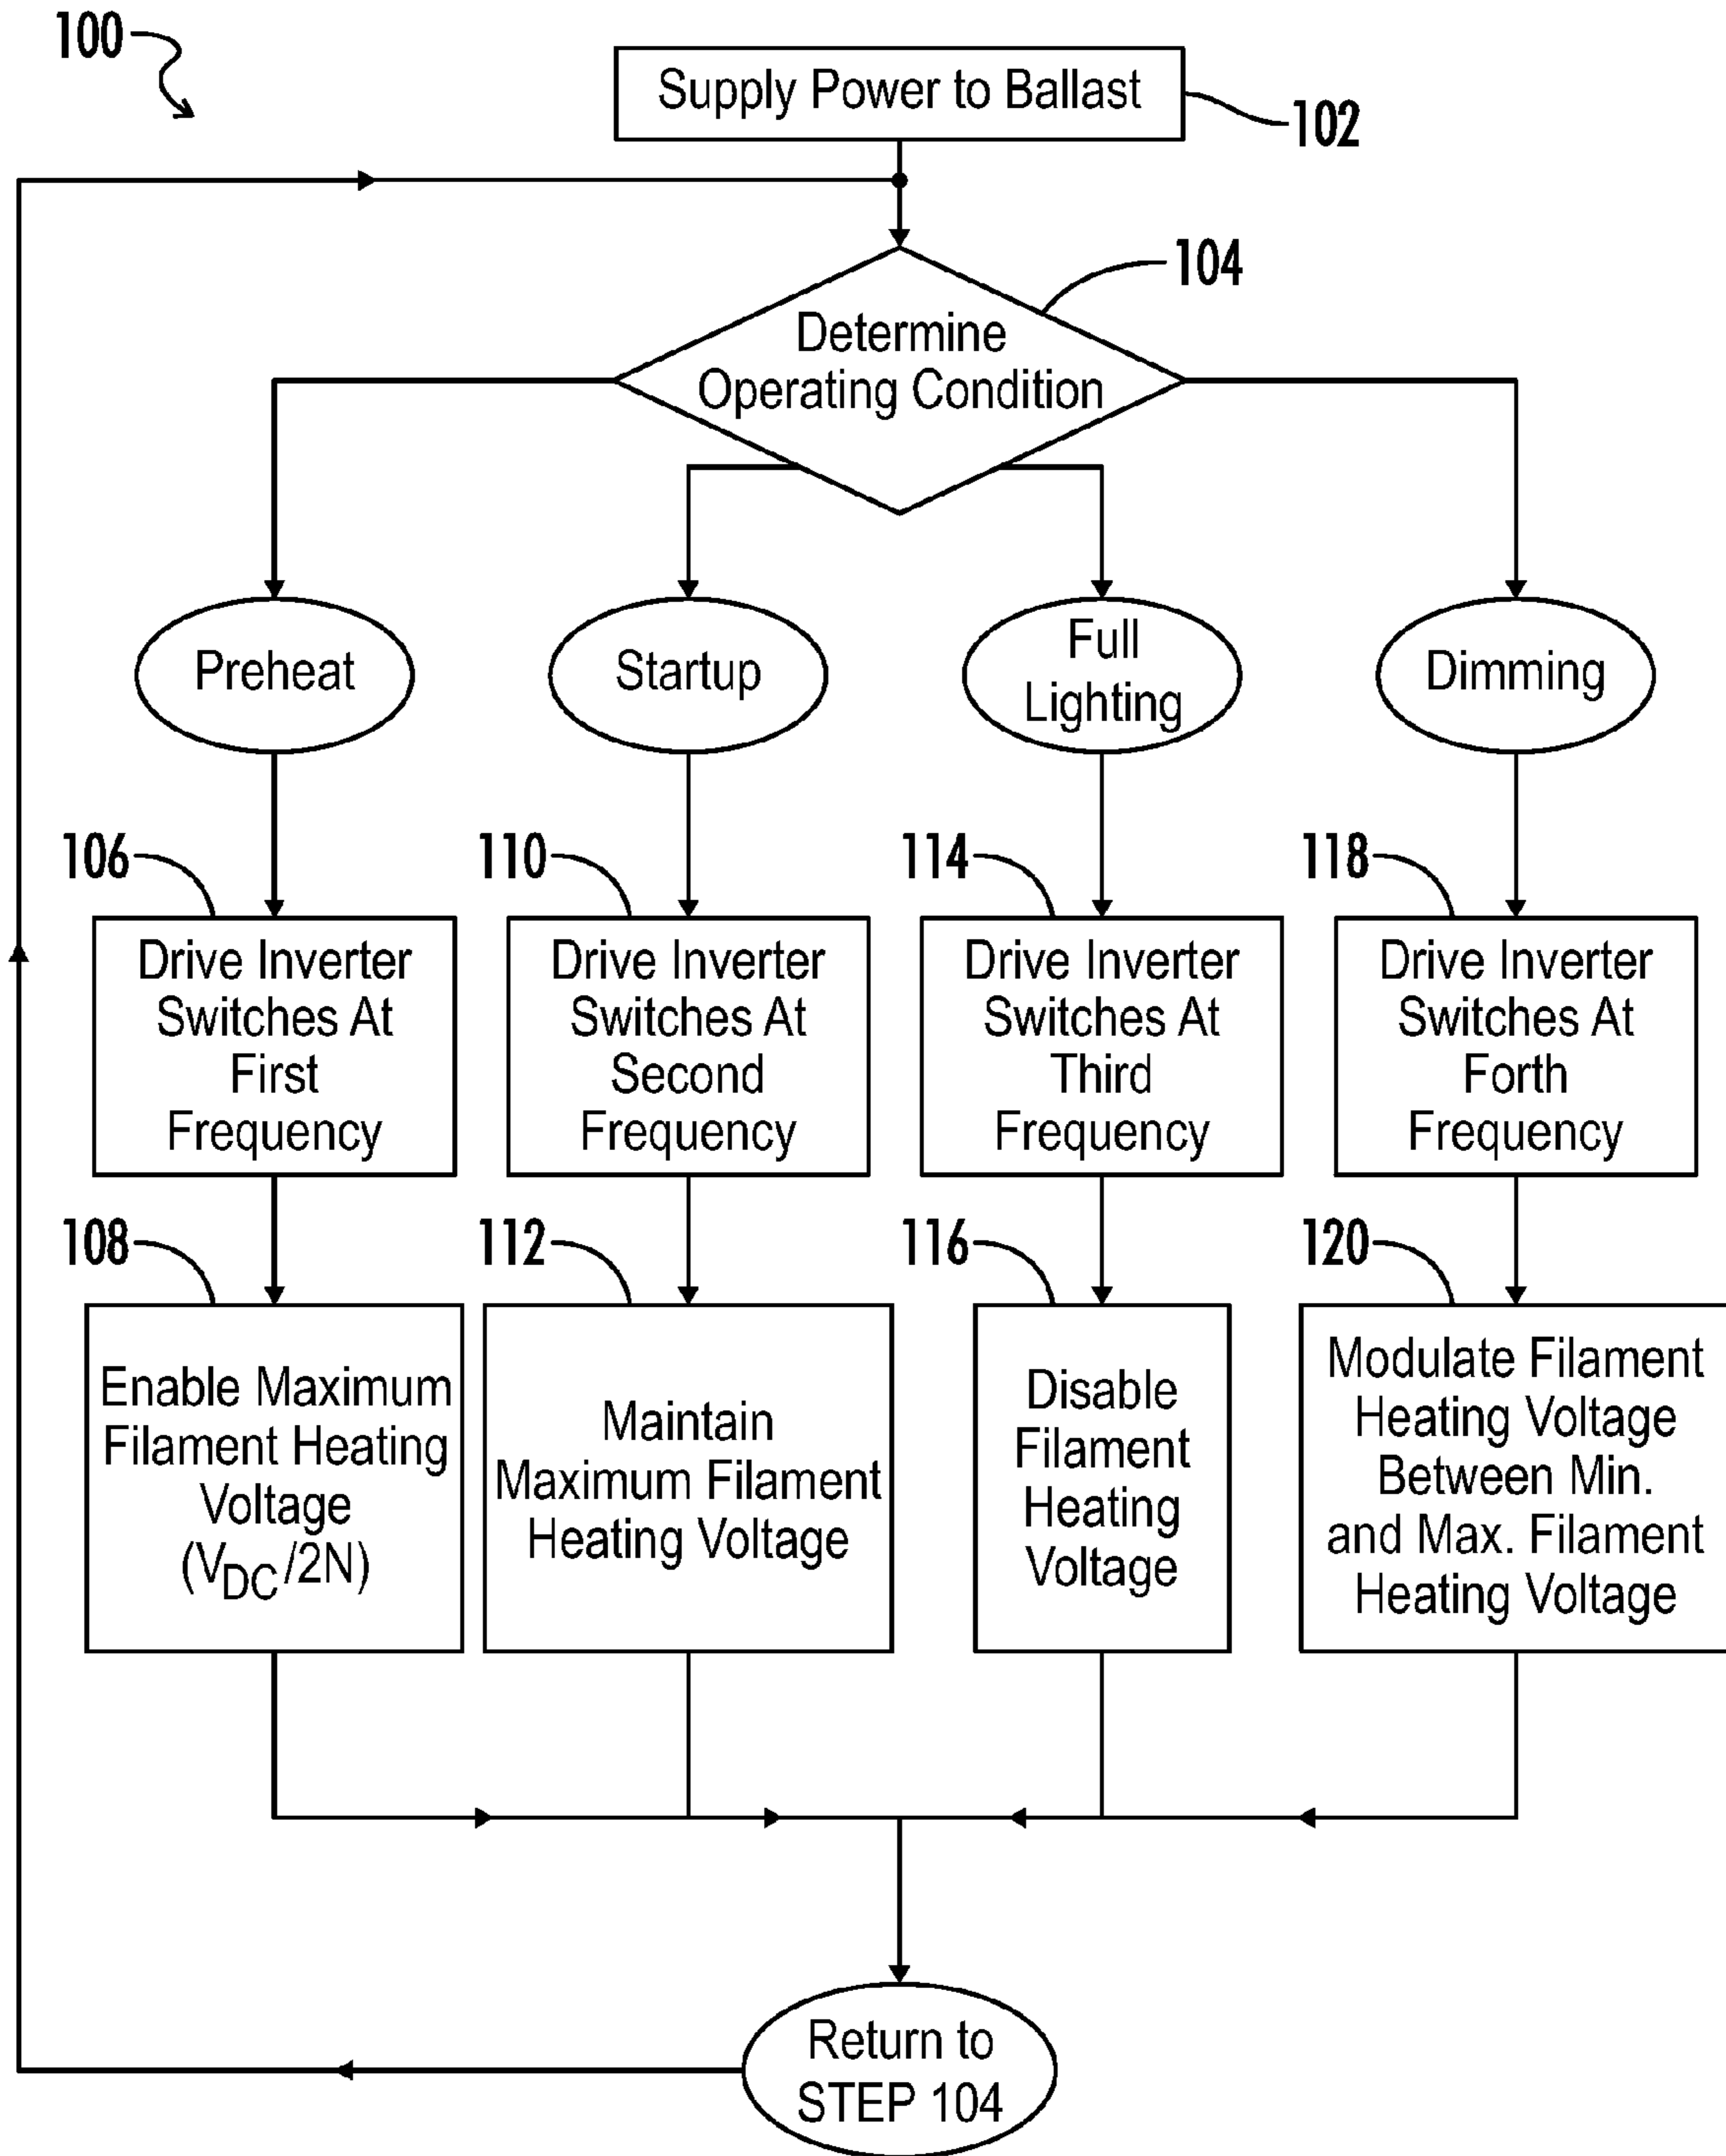 100
Supply Power to Ballast
102
104
Determine
Operating Condition
Preheat
Startup
Full
Lighting
Dimming
106
Drive Inverter
Switches At
First
Frequency
110
Drive Inverter
Switches At
Second
Frequency
114
Drive Inverter
Switches At
Third
Frequency
118
Drive Inverter
Switches At
Forth
Frequency
108
Enable Maximum
Filament Heating
Voltage
(VDC/2N)
112
Maintain
Maximum Filament
Heating Voltage
116
Disable
Filament
Heating
Voltage
120
Modulate Filament
Heating Voltage
Between Min.
and Max. Filament
Heating Voltage
Return to
STEP 104